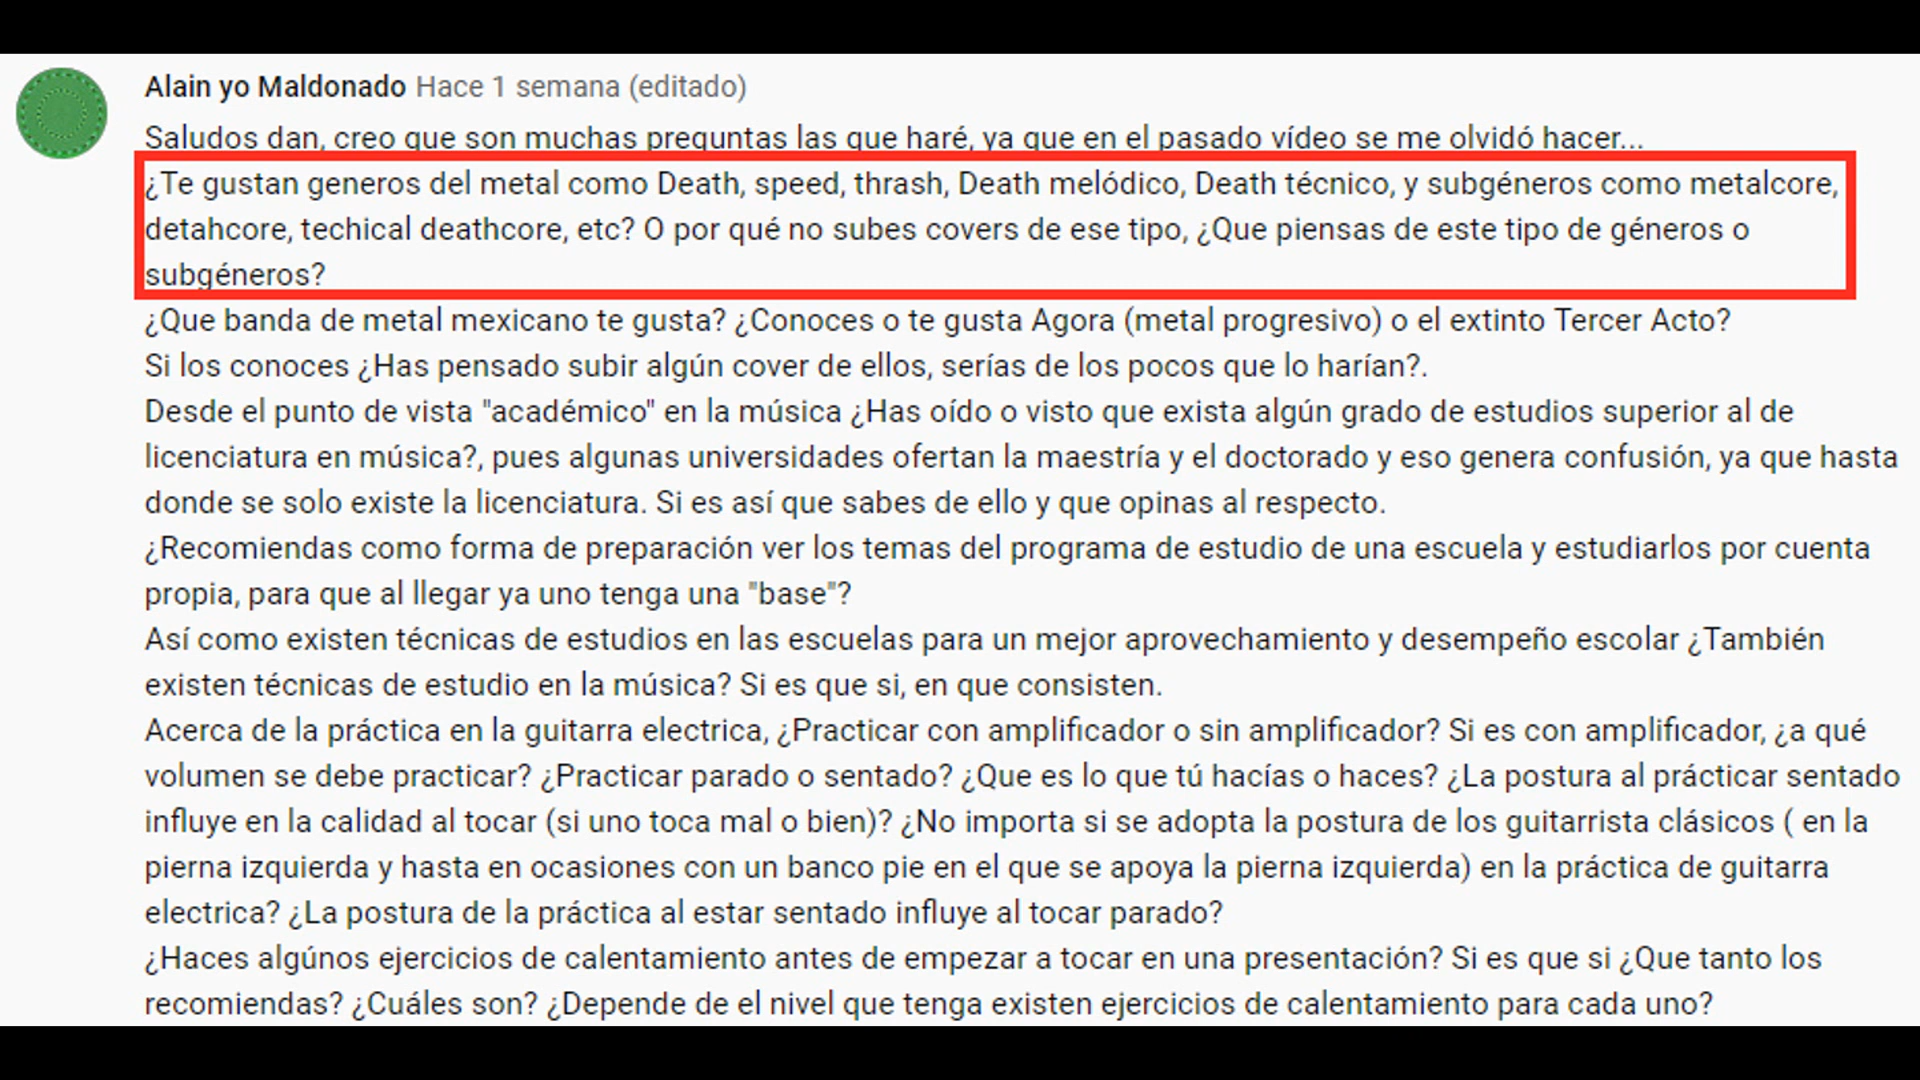 Alain yo Maldonado Hace 1 semana (editado)
Saludos dan, creo que son muchas preguntas las que haré, ya que en el pasado vídeo se me olvidó hacer...
¿Te gustan generos del metal como Death, speed, thrash, Death melódico, Death técnico, y subgéneros como metalcore,
detahcore, techical deathcore, etc? O por qué no subes covers de ese tipo, ¿Que piensas de este tipo de géneros o
subgéneros?
¿Que banda de metal mexicano te gusta? ¿Conoces o te gusta Agora (metal progresivo) o el extinto Tercer Acto?
Si los conoces ¿Has pensado subir algún cover de ellos, serías de los pocos que lo harían?.
Desde el punto de vista "académico" en la música ¿Has oído o visto que exista algún grado de estudios superior al de
licenciatura en música?, pues algunas universidades ofertan la maestría y el doctorado y eso genera confusión, ya que hasta
donde se solo existe la licenciatura. Si es así que sabes de ello y que opinas al respecto.
¿Recomiendas como forma de preparación ver los temas del programa de estudio de una escuela y estudiarlos por cuenta
propia, para que al llegar ya uno tenga una "base"?
Así como existen técnicas de estudios en las escuelas para un mejor aprovechamiento y desempeño escolar ¿También
existen técnicas de estudio en la música? Si es que si, en que consisten.
Acerca de la práctica en la guitarra electrica, ¿Practicar con amplificador o sin amplificador? Si es con amplificador, ¿a qué
volumen se debe practicar? ¿Practicar parado o sentado? ¿Que es lo que tú hacías o haces? ¿La postura al prácticar sentado
influye en la calidad al tocar (si uno toca mal o bien)? ¿No importa si se adopta la postura de los guitarrista clásicos ( en la
pierna izquierda y hasta en ocasiones con un banco pie en el que se apoya la pierna izquierda) en la práctica de guitarra
electrica? ¿La postura de la práctica al estar sentado influye al tocar parado?
¿Haces algúnos ejercicios de calentamiento antes de empezar a tocar en una presentación? Si es que si ¿Que tanto los
recomiendas? ¿Cuáles son? ¿Depende de el nivel que tenga existen ejercicios de calentamiento para cada uno?